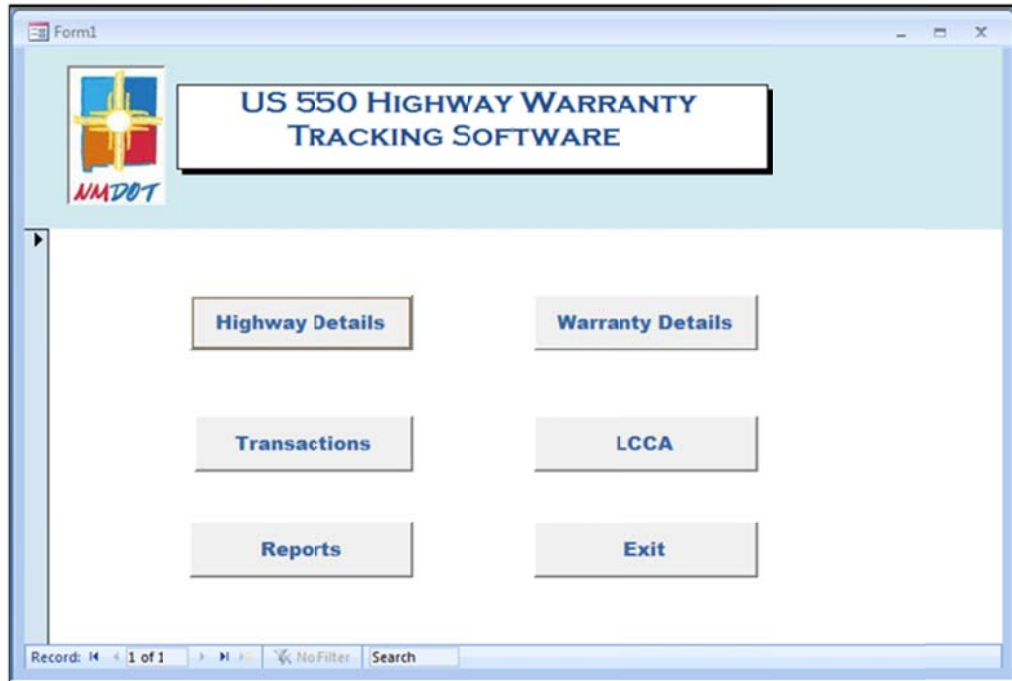 Form1
NMDOT
US 550 HIGHWAY WARRANTY
TRACKING SOFTWARE
Highway Details
Warranty Details
Transactions
LCCA
Reports
Exit
Record: 1 of 1 No Filter Search